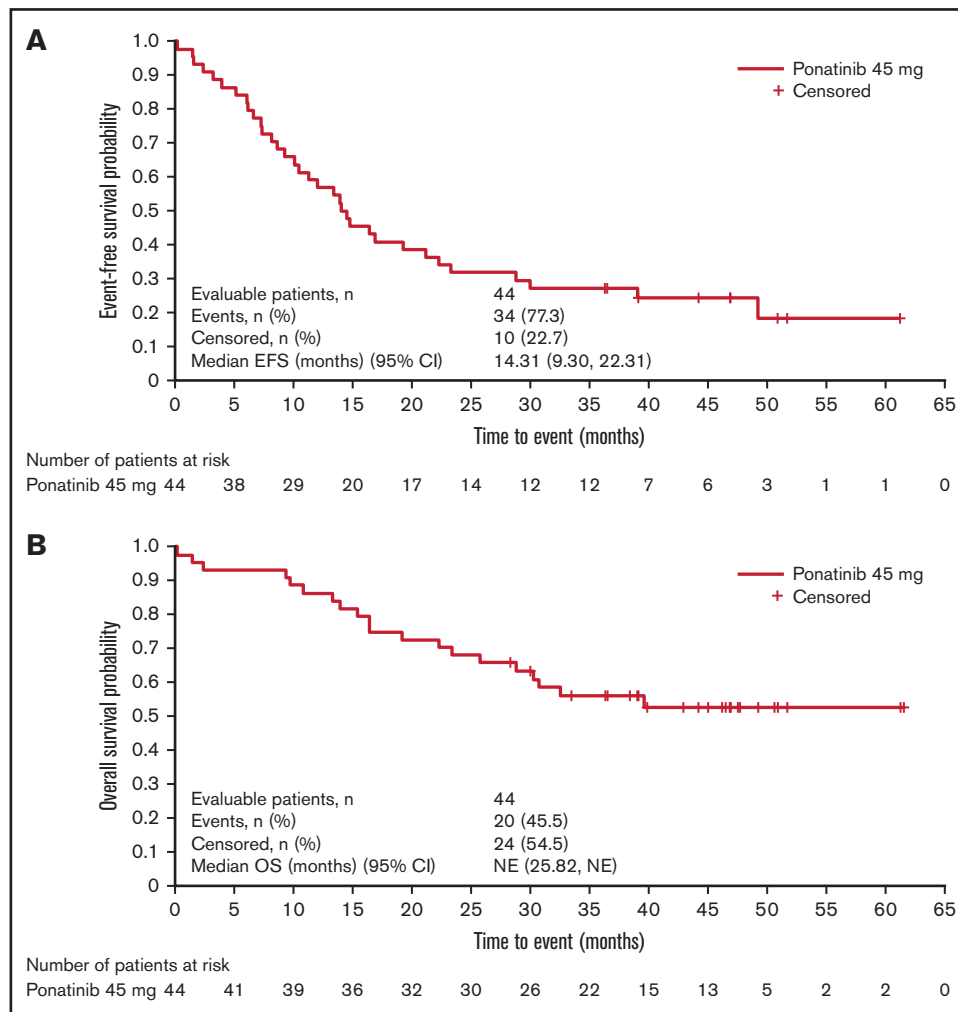 A
Event-free survival probability
1.0
0.9
0.8
0.7
0.6
0.5
0.4
0.3
0.2
0.1
0
Ponatinib 45 mg
Censored
Evaluable patients, n 44
Events, n (%) 34 (77.3)
Censored, n (%) 10 (22.7)
Median EFS (months) (95% CI) 14.31 (9.30, 22.31)
0 5 10 15 20 25 30 35 40 45 50 55 60 65
Time to event (months)
Number of patients at risk
Ponatinib 45 mg 44 38 29 20 17 14 12 12 7 6 3 1 1 0
B
Overall survival probability
1.0
0.9
0.8
0.7
0.6
0.5
0.4
0.3
0.2
0.1
0
Ponatinib 45 mg
Censored
Evaluable patients, n 44
Events, n (%) 20 (45.5)
Censored, n (%) 24 (54.5)
Median OS (months) (95% CI) NE (25.82, NE)
0 5 10 15 20 25 30 35 40 45 50 55 60 65
Time to event (months)
Number of patients at risk
Ponatinib 45 mg 44 41 39 36 32 30 26 22 15 13 5 2 2 0